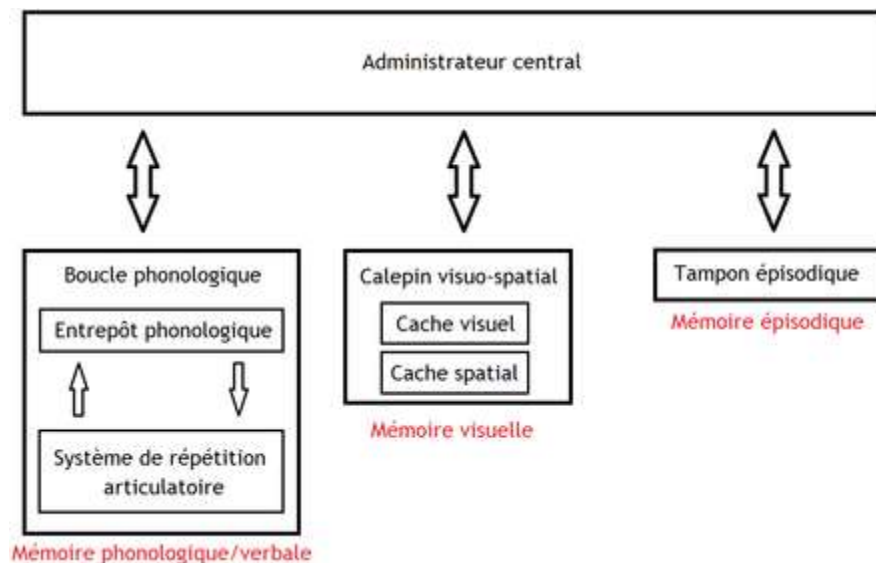 Administrateur central
Boucle phonologique
Entrepôt phonologique
Système de répétition
articulatoire
Mémoire phonologique/verbale
Calepin visuo-spatial
Cache visuel
Cache spatial
Mémoire visuelle
Tampon épisodique
Mémoire épisodique